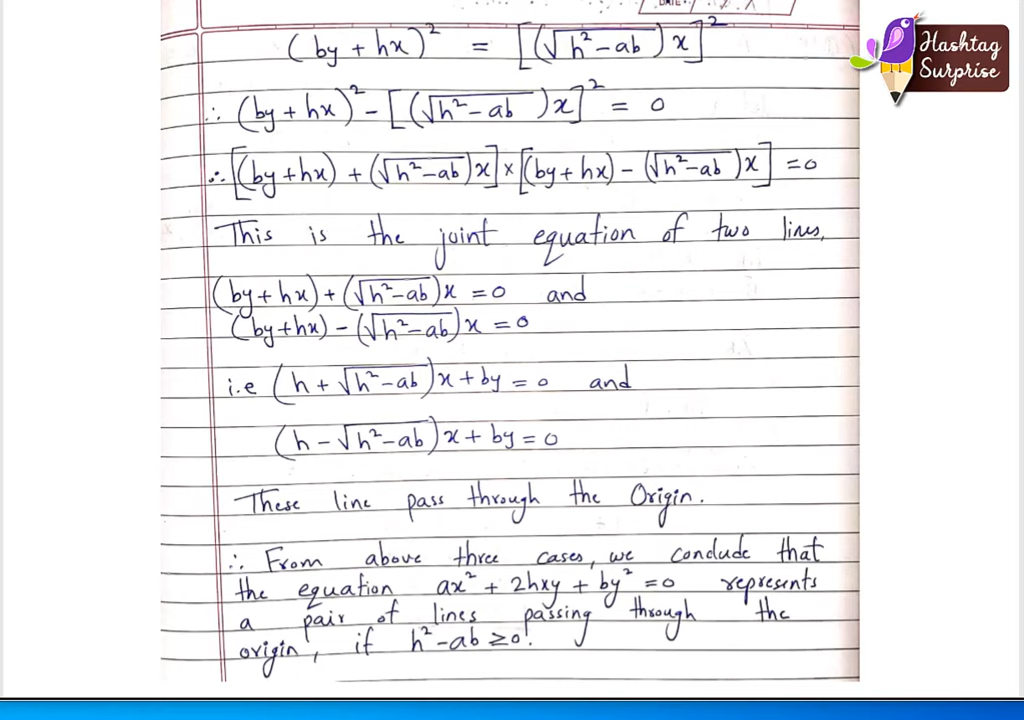 (by + hx)² = [(√h²-ab) x]²
∴ (by + hx)² - [(√h²-ab) x]² = 0
∴ [(by + hx) + (√h²-ab) x] × [(by + hx) - (√h²-ab) x] = 0
This is the joint equation of two lines,
(by + hx) + (√h²-ab) x = 0 and
(by + hx) - (√h²-ab) x = 0
i.e (h + √h²-ab) x + by = 0 and
(h - √h²-ab) x + by = 0
These line pass through the Origin.
∴ From above three cases, we conclude that
the equation ax² + 2hxy + by² = 0 represents
a pair of lines passing through the
origin, if h²-ab ≥ 0.
Hashtag
Surprise